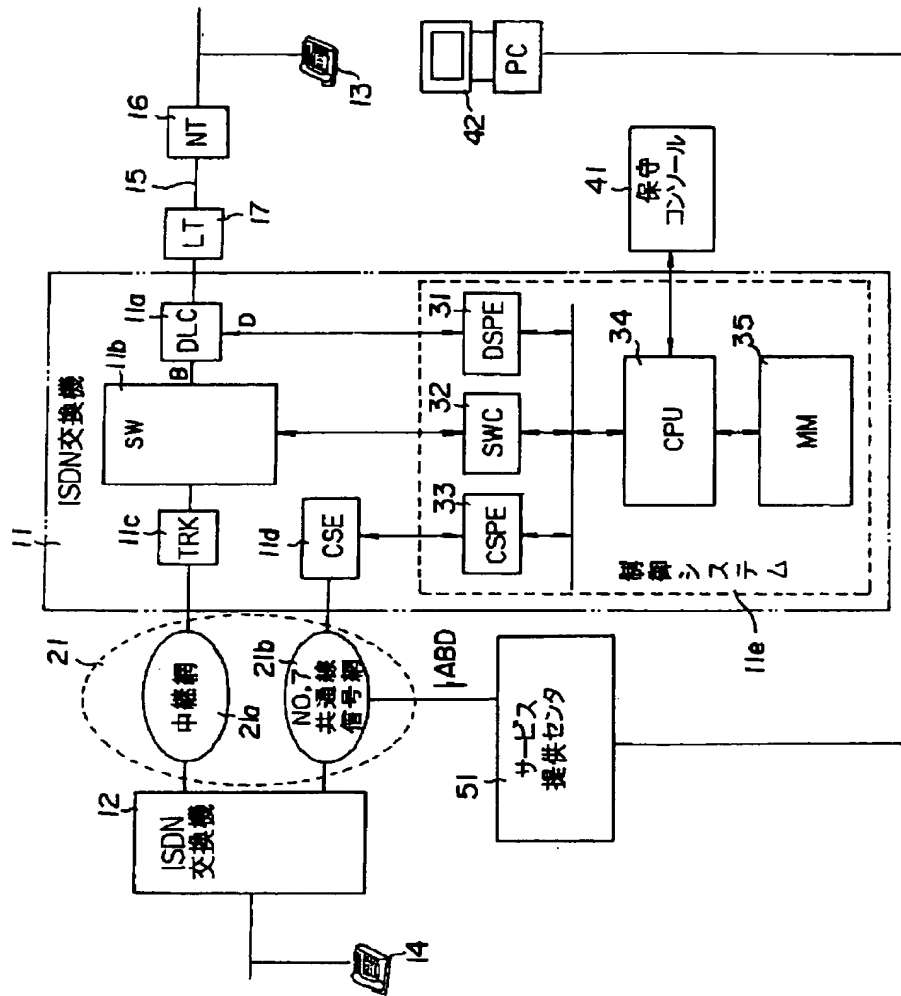 11
ISDN交換機
11b
SW
B
11a
DLC
D
11c
TRK
11d
CSE
LT
17
15
16
NT
13
42
PC
31
DSPE
32
SWC
33
CSPE
34
CPU
35
MM
制御システム
11e
41
保守
コンソール
21
中継網
21a
21b
NO,7
共通線
信号網
ABD
12
ISDN
交換機
14
51
サービス
提供センタ